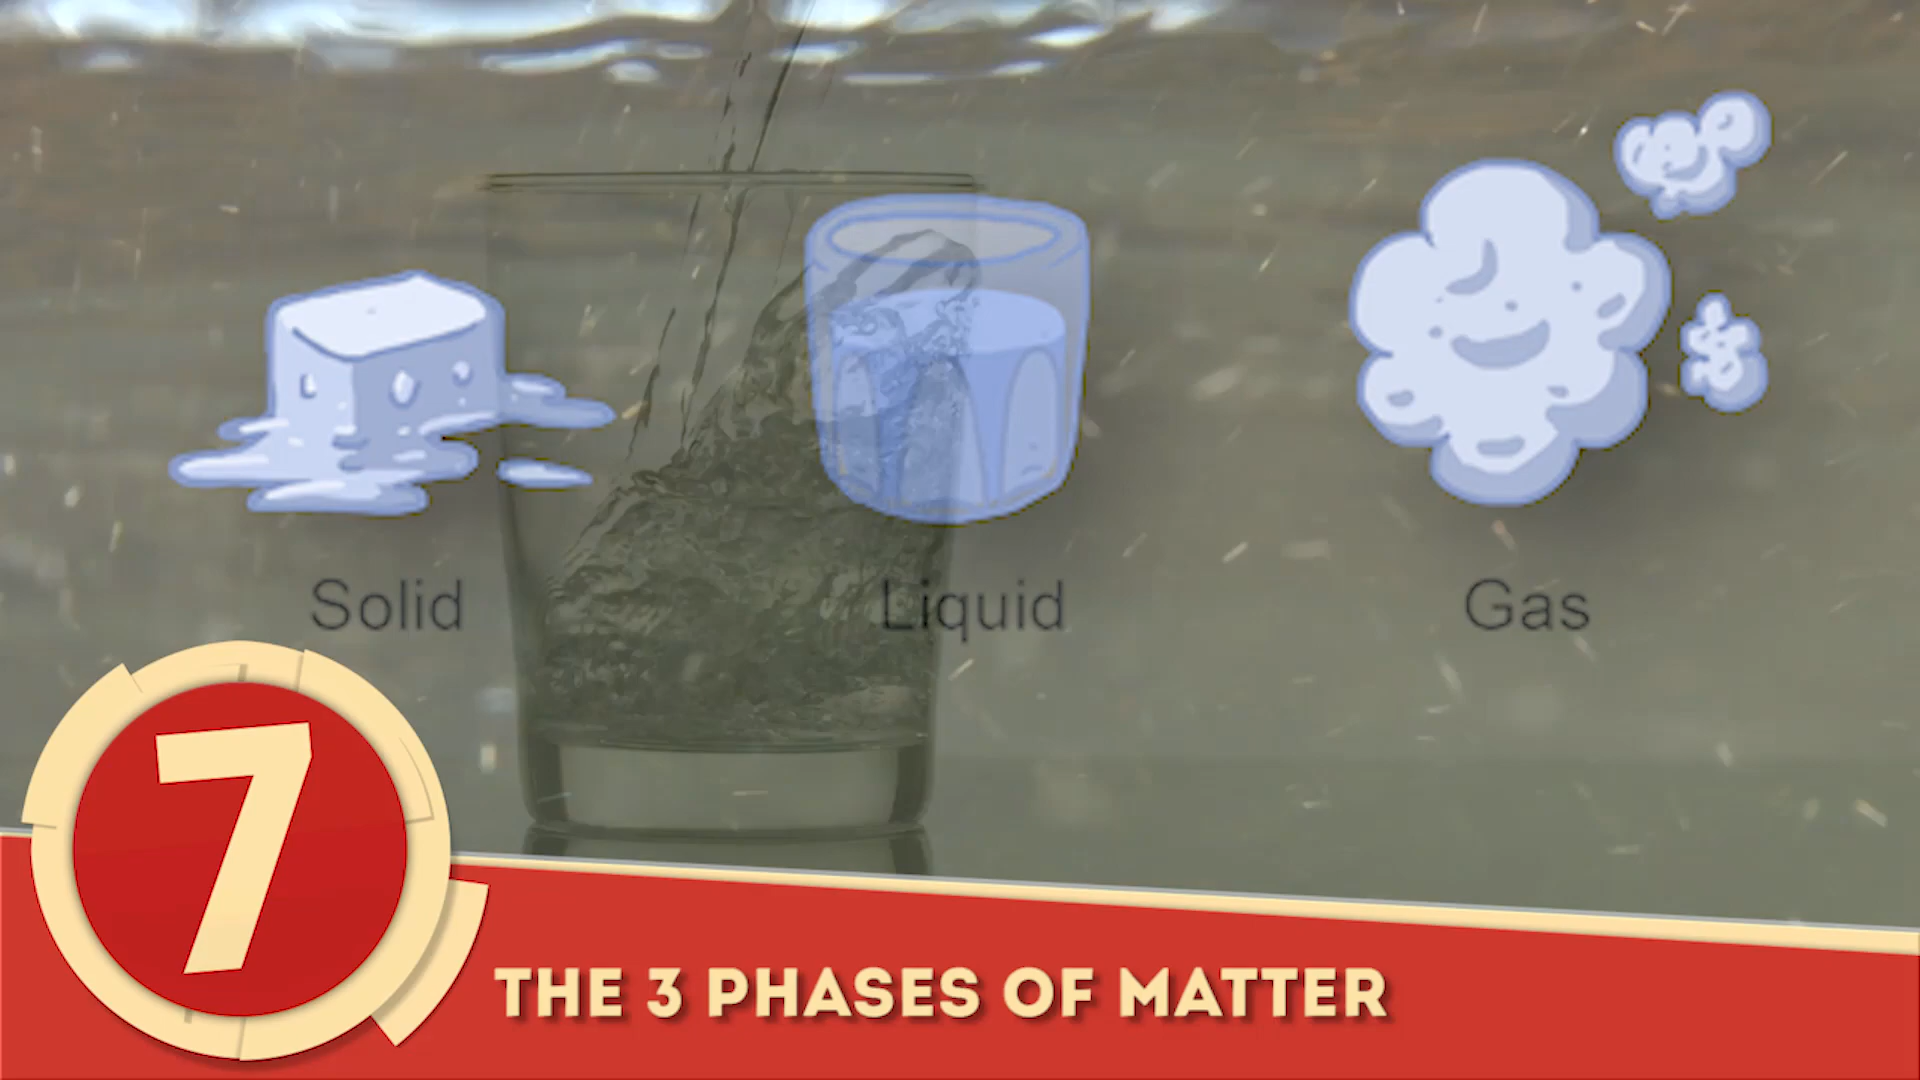 Solid Liquid Gas
7
THE 3 PHASES OF MATTER